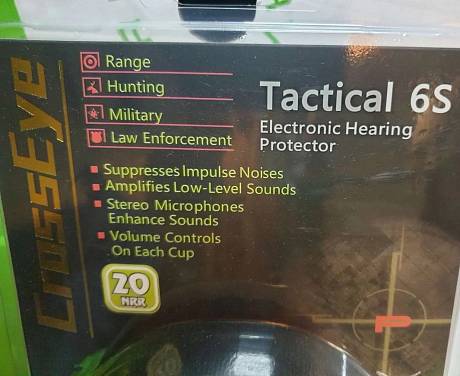 CrossEye
Range
Hunting
Military
Law Enforcement
Tactical 6S
Electronic Hearing
Protector
Suppresses Impulse Noises
Amplifies Low-Level Sounds
Stereo Microphones
Enhance Sounds
Volume Controls
On Each Cup
20
NRR